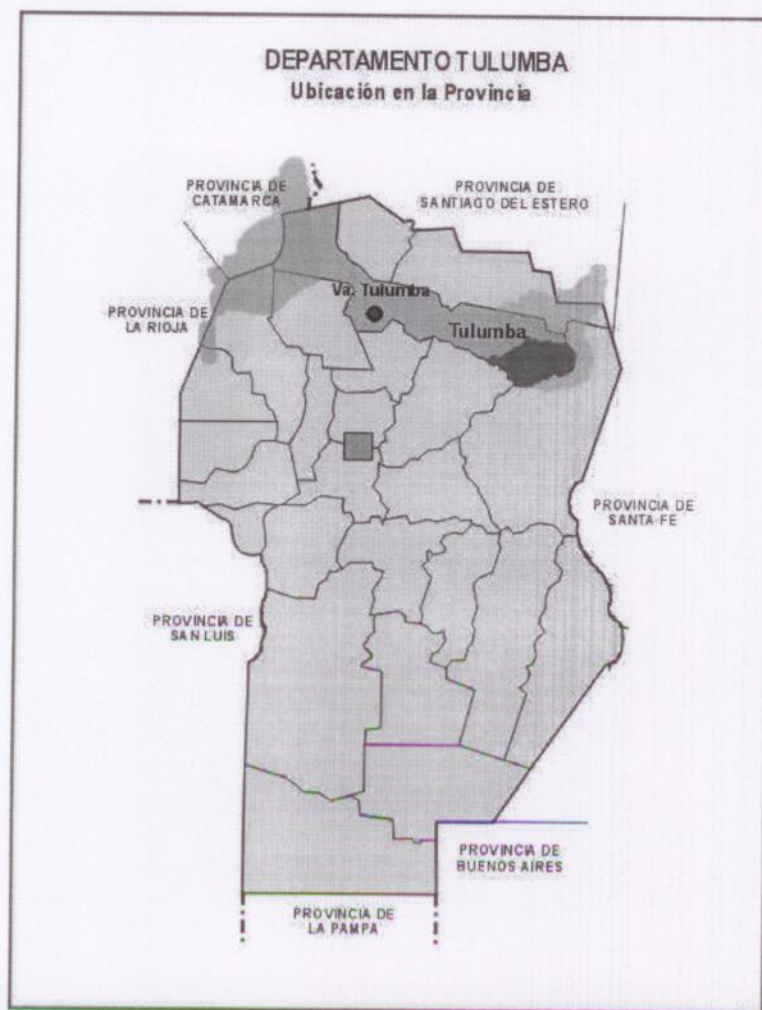 DEPARTAMENTO TULUMBA
Ubicación en la Provincia
PROVINCIA DE
CATAMARCA
PROVINCIA DE
SANTIAGO DEL ESTERO
Va. Tulumba
PROVINCIA DE
LA RIOJA
Tulumba
PROVINCIA DE
SANTA FE
PROVINCIA DE
SAN LUIS
PROVINCIA DE
BUENOS AIRES
PROVINCIA DE
LA PAMPA